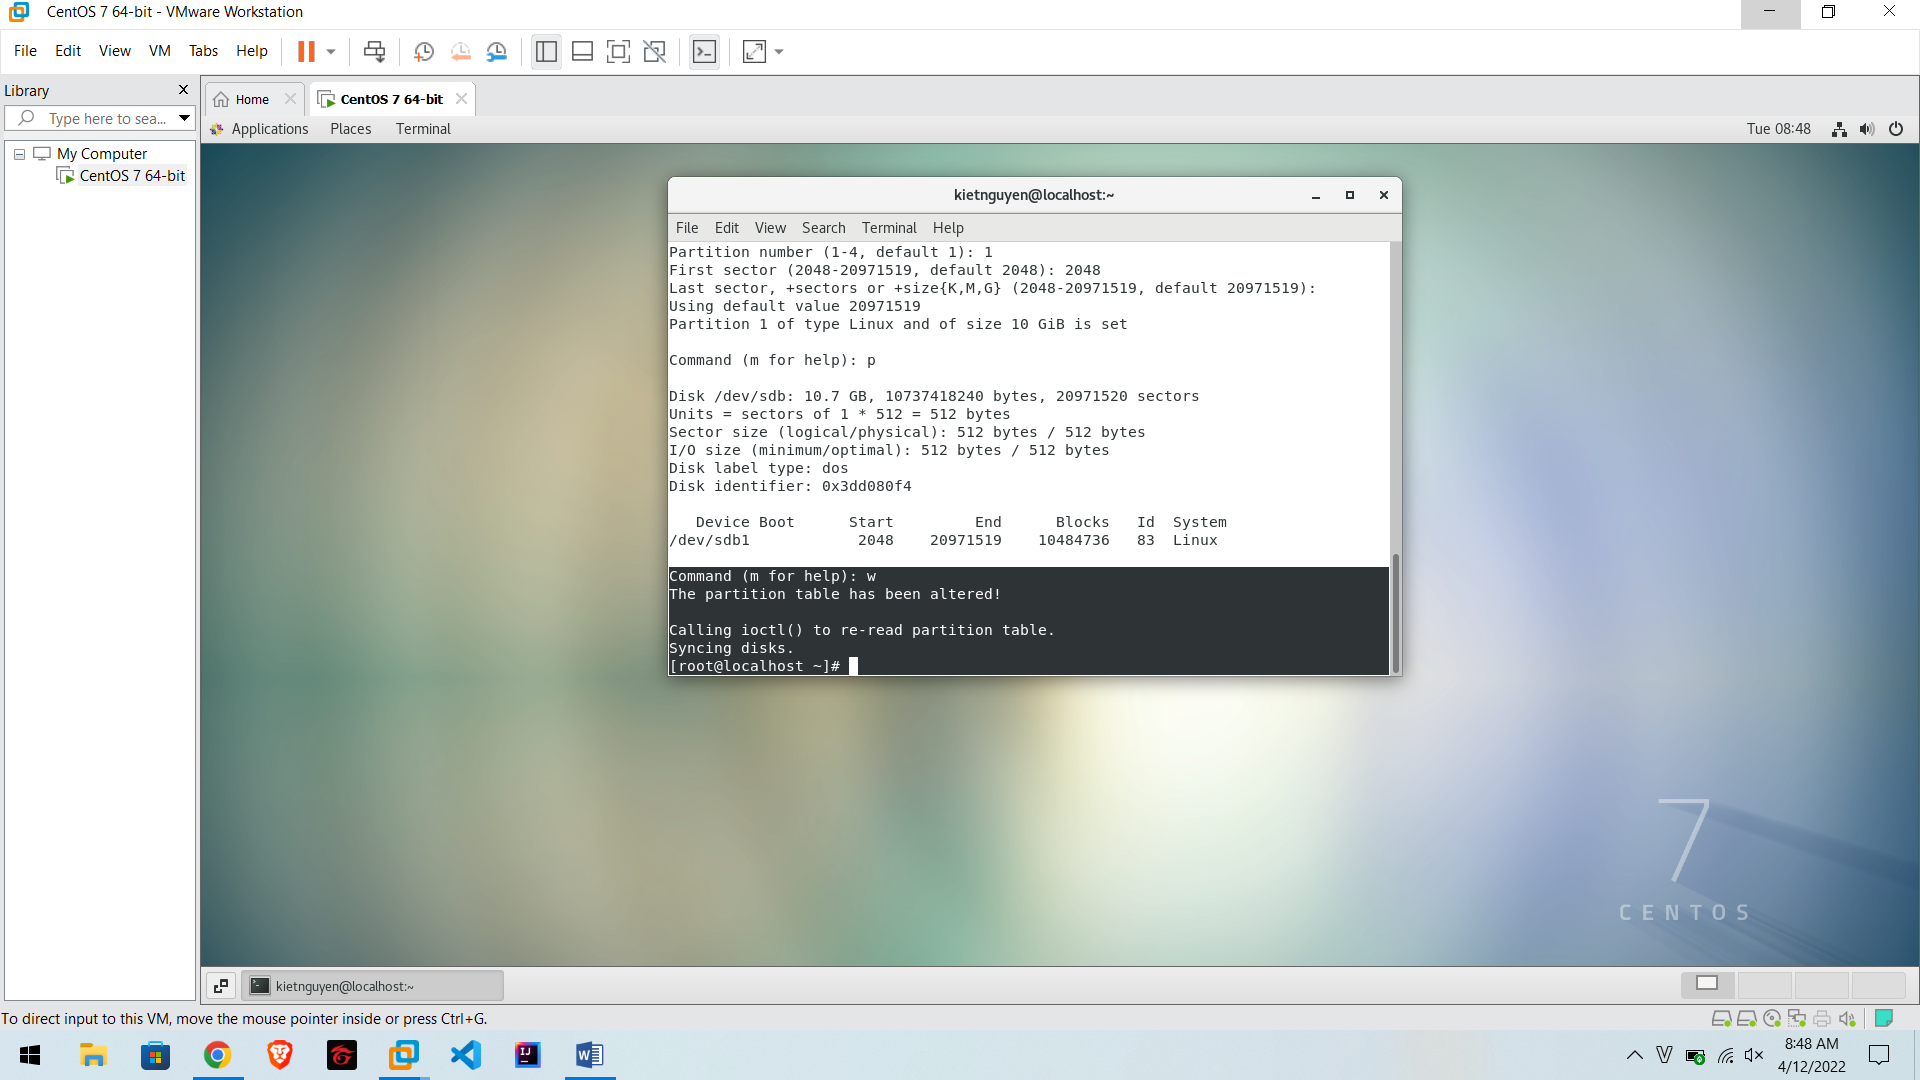 CentOS 7 64-bit - VMware Workstation
File Edit View VM Tabs Help
Library
Type here to sea...
My Computer
CentOS 7 64-bit
Home
CentOS 7 64-bit
Applications Places Terminal
Tue 08:48
kietnguyen@localhost:~
File Edit View Search Terminal Help
Partition number (1-4, default 1): 1
First sector (2048-20971519, default 2048): 2048
Last sector, +sectors or +size{K,M,G} (2048-20971519, default 20971519):
Using default value 20971519
Partition 1 of type Linux and of size 10 GiB is set
Command (m for help): p
Disk /dev/sdb: 10.7 GB, 10737418240 bytes, 20971520 sectors
Units = sectors of 1 * 512 = 512 bytes
Sector size (logical/physical): 512 bytes / 512 bytes
I/O size (minimum/optimal): 512 bytes / 512 bytes
Disk label type: dos
Disk identifier: 0x3dd080f4
Device Boot Start End Blocks Id System
/dev/sdb1 2048 20971519 10484736 83 Linux
Command (m for help): w
The partition table has been altered!
Calling ioctl() to re-read partition table.
Syncing disks.
[root@localhost ~]#
7
CENTOS
kietnguyen@localhost:~
To direct input to this VM, move the mouse pointer inside or press Ctrl+G.
8:48 AM
4/12/2022